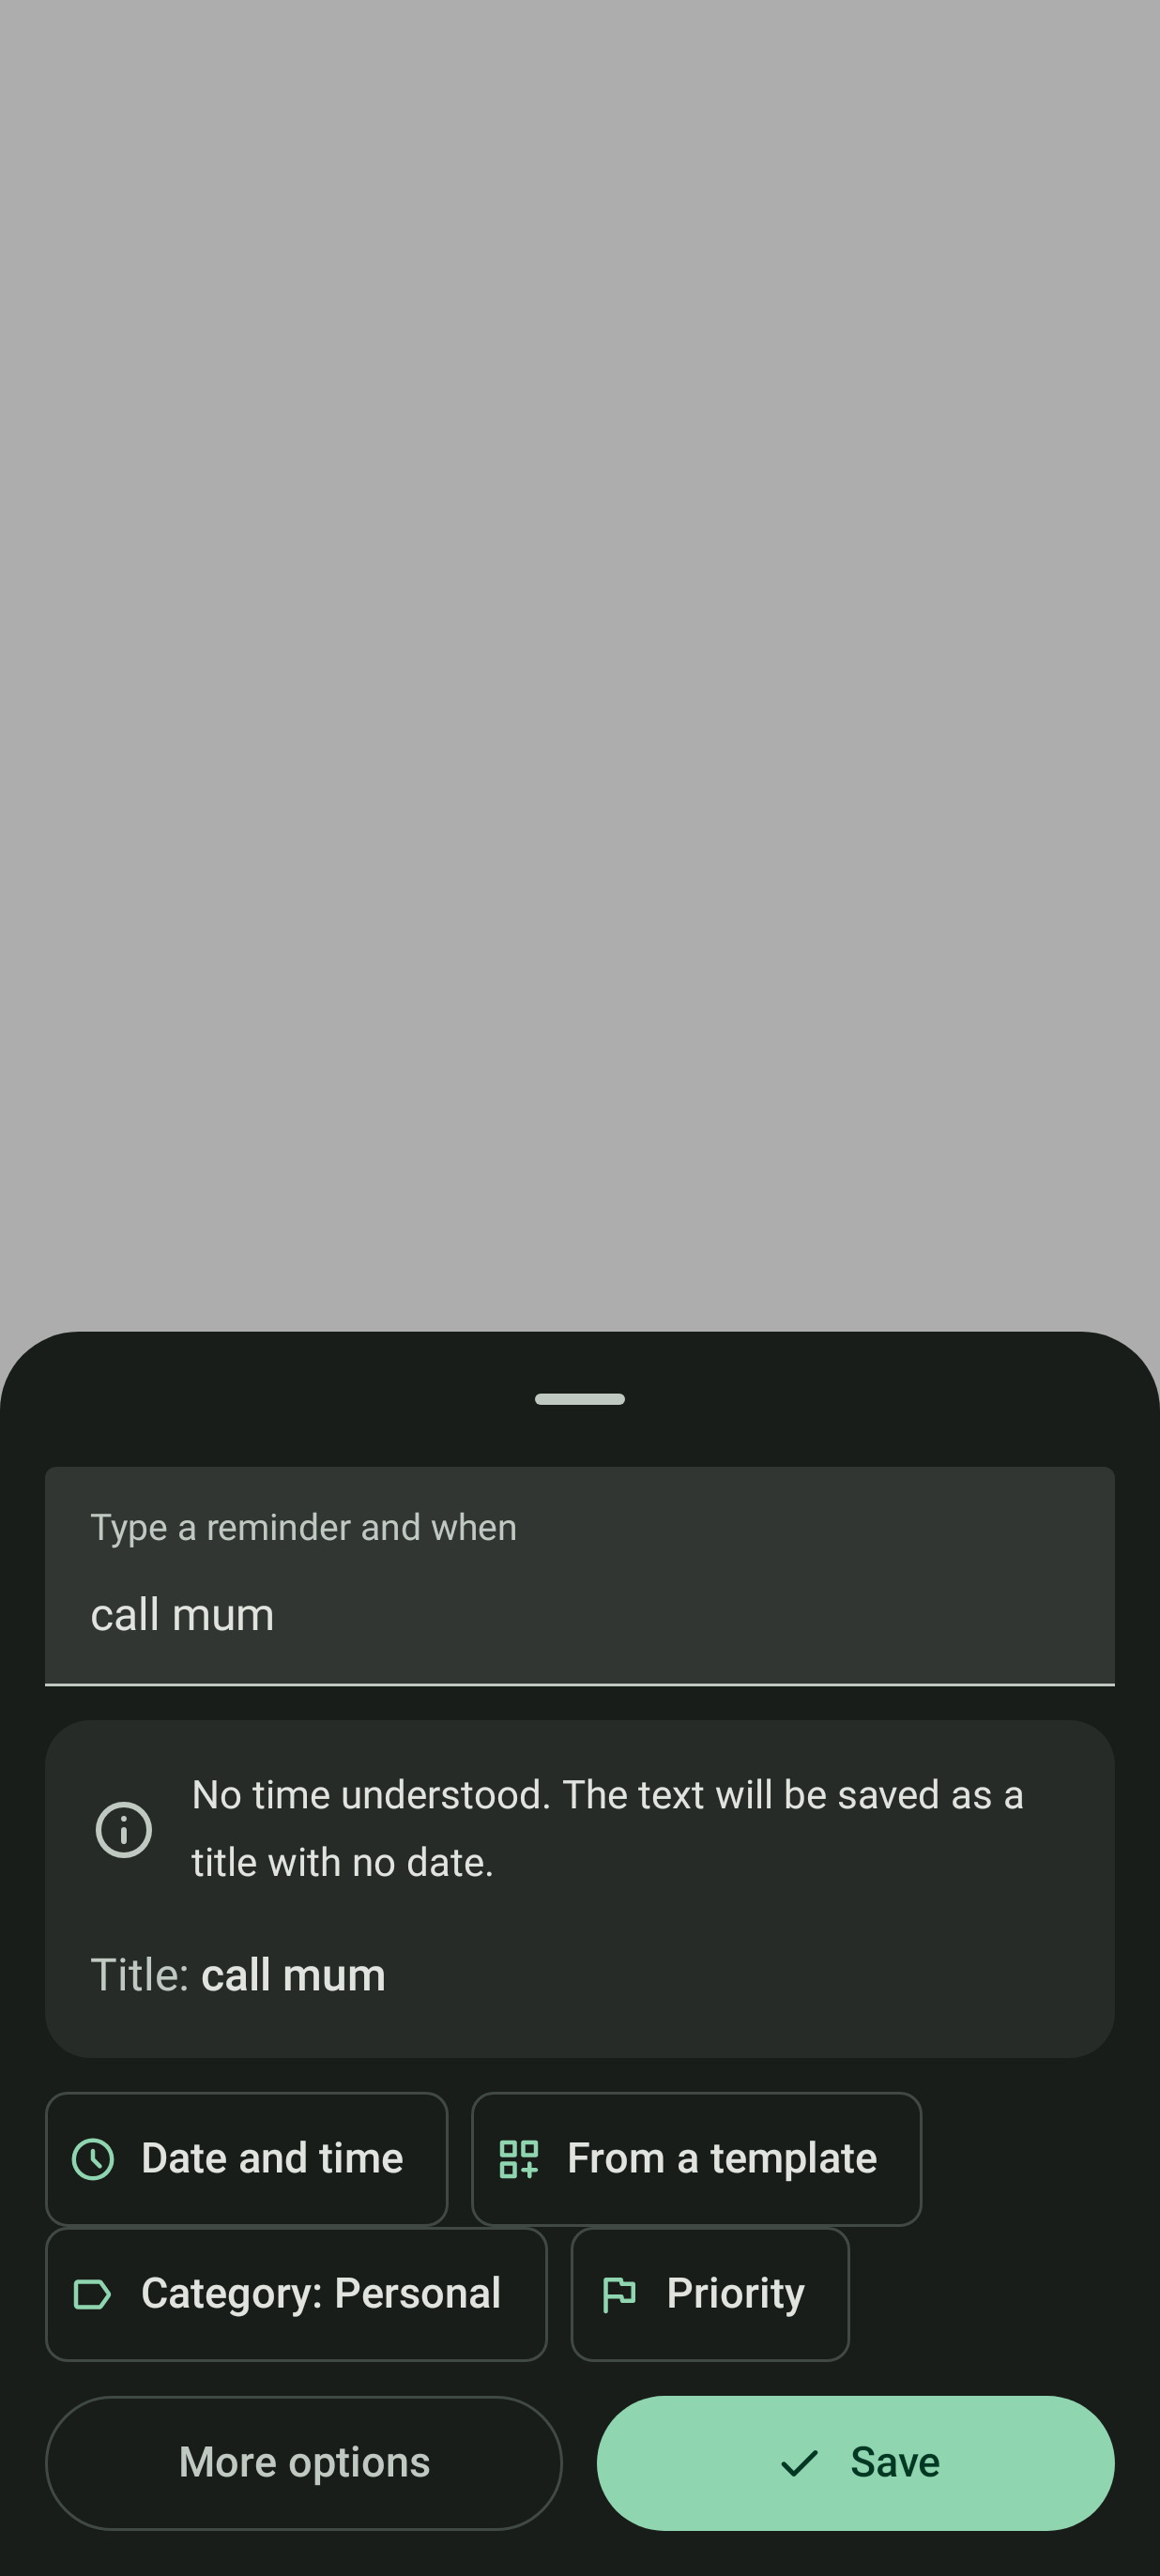 Type a reminder and when
call mum
No time understood. The text will be saved as a
title with no date.
Title: call mum
Date and time
From a template
Category: Personal
Priority
More options
Save